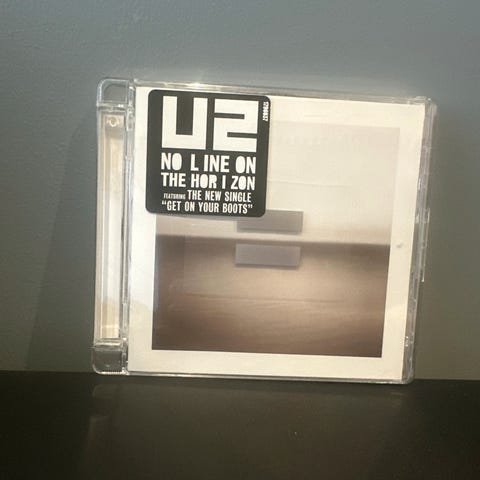 U2
NO LINE ON
THE HORIZON
FEATURING THE NEW SINGLE
"GET ON YOUR BOOTS"